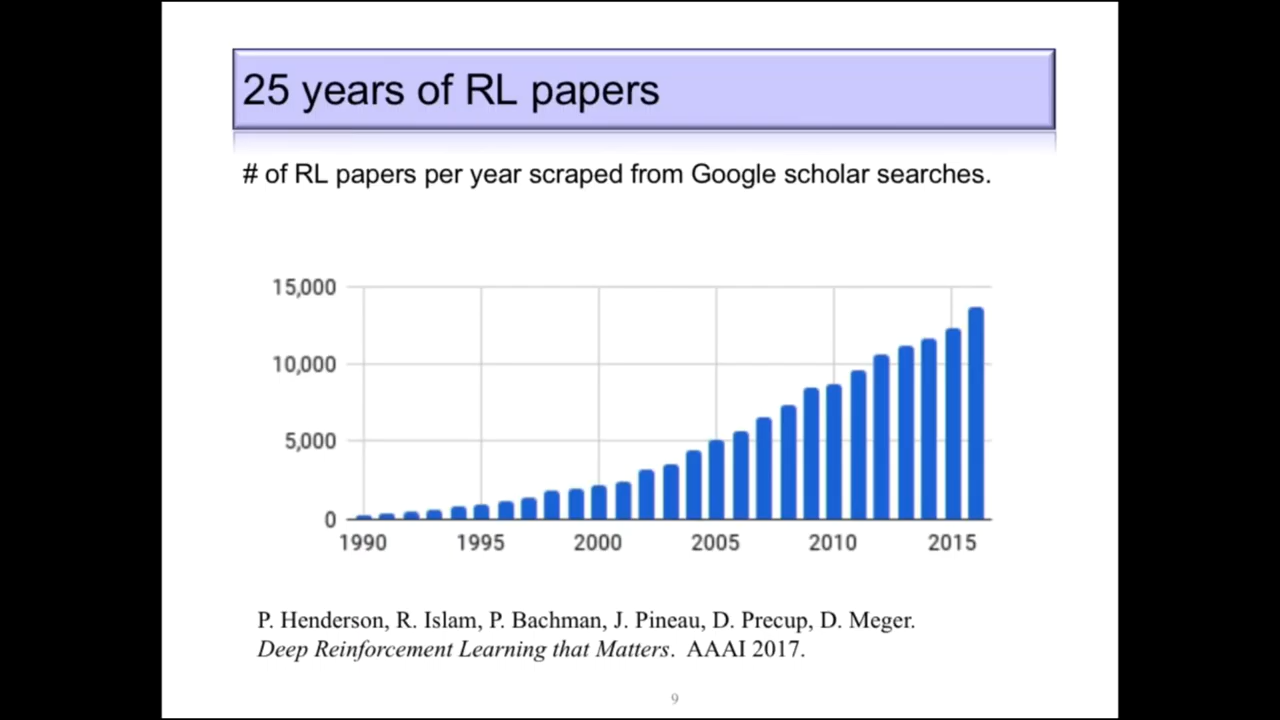 25 years of RL papers
# of RL papers per year scraped from Google scholar searches.
15,000
10,000
5,000
0
1990 1995 2000 2005 2010 2015
P. Henderson, R. Islam, P. Bachman, J. Pineau, D. Precup, D. Meger.
Deep Reinforcement Learning that Matters. AAAI 2017.
9